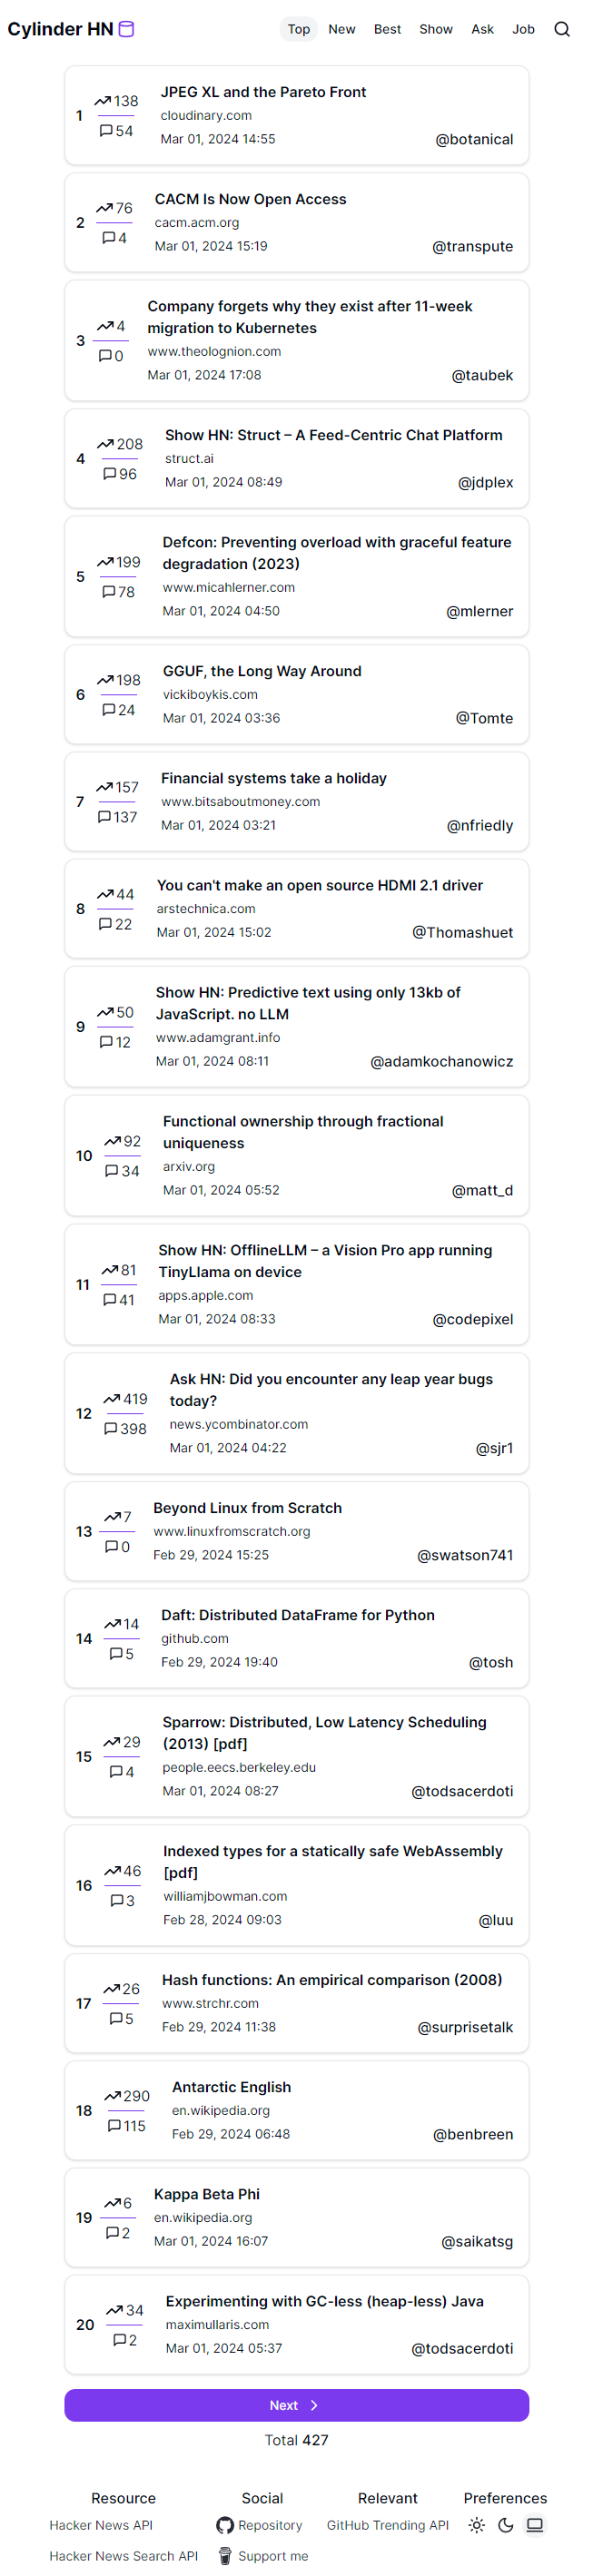 Cylinder HN
Top New Best Show Ask Job
1
138
54
JPEG XL and the Pareto Front
cloudinary.com
Mar 01, 2024 14:55
@botanical
2
76
4
CACM Is Now Open Access
cacm.acm.org
Mar 01, 2024 15:19
@transpute
3
4
0
Company forgets why they exist after 11-week
migration to Kubernetes
www.theolognion.com
Mar 01, 2024 17:08
@taubek
4
208
96
Show HN: Struct – A Feed-Centric Chat Platform
struct.ai
Mar 01, 2024 08:49
@jdplex
5
199
78
Defcon: Preventing overload with graceful feature
degradation (2023)
www.micahlerner.com
Mar 01, 2024 04:50
@mlerner
6
198
24
GGUF, the Long Way Around
vickiboykis.com
Mar 01, 2024 03:36
@Tomte
7
157
137
Financial systems take a holiday
www.bitsaboutmoney.com
Mar 01, 2024 03:21
@nfriedly
8
44
22
You can't make an open source HDMI 2.1 driver
arstechnica.com
Mar 01, 2024 15:02
@Thomashuet
9
50
12
Show HN: Predictive text using only 13kb of
JavaScript. no LLM
www.adamgrant.info
Mar 01, 2024 08:11
@adamkochanowicz
10
92
34
Functional ownership through fractional
uniqueness
arxiv.org
Mar 01, 2024 05:52
@matt_d
11
81
41
Show HN: OfflineLLM – a Vision Pro app running
TinyLlama on device
apps.apple.com
Mar 01, 2024 08:33
@codepixel
12
419
398
Ask HN: Did you encounter any leap year bugs
today?
news.ycombinator.com
Mar 01, 2024 04:22
@sjr1
13
7
0
Beyond Linux from Scratch
www.linuxfromscratch.org
Feb 29, 2024 15:25
@swatson741
14
14
5
Daft: Distributed DataFrame for Python
github.com
Feb 29, 2024 19:40
@tosh
15
29
4
Sparrow: Distributed, Low Latency Scheduling
(2013) [pdf]
people.eecs.berkeley.edu
Mar 01, 2024 08:27
@todsacerdoti
16
46
3
Indexed types for a statically safe WebAssembly
[pdf]
williamjbowman.com
Feb 28, 2024 09:03
@luu
17
26
5
Hash functions: An empirical comparison (2008)
www.strchr.com
Feb 29, 2024 11:38
@surprisetalk
18
290
115
Antarctic English
en.wikipedia.org
Feb 29, 2024 06:48
@benbreen
19
6
2
Kappa Beta Phi
en.wikipedia.org
Mar 01, 2024 16:07
@saikatsg
20
34
2
Experimenting with GC-less (heap-less) Java
maximullaris.com
Mar 01, 2024 05:37
@todsacerdoti
Next
Total 427
Resource Social Relevant Preferences
Hacker News API Repository GitHub Trending API
Hacker News Search API Support me